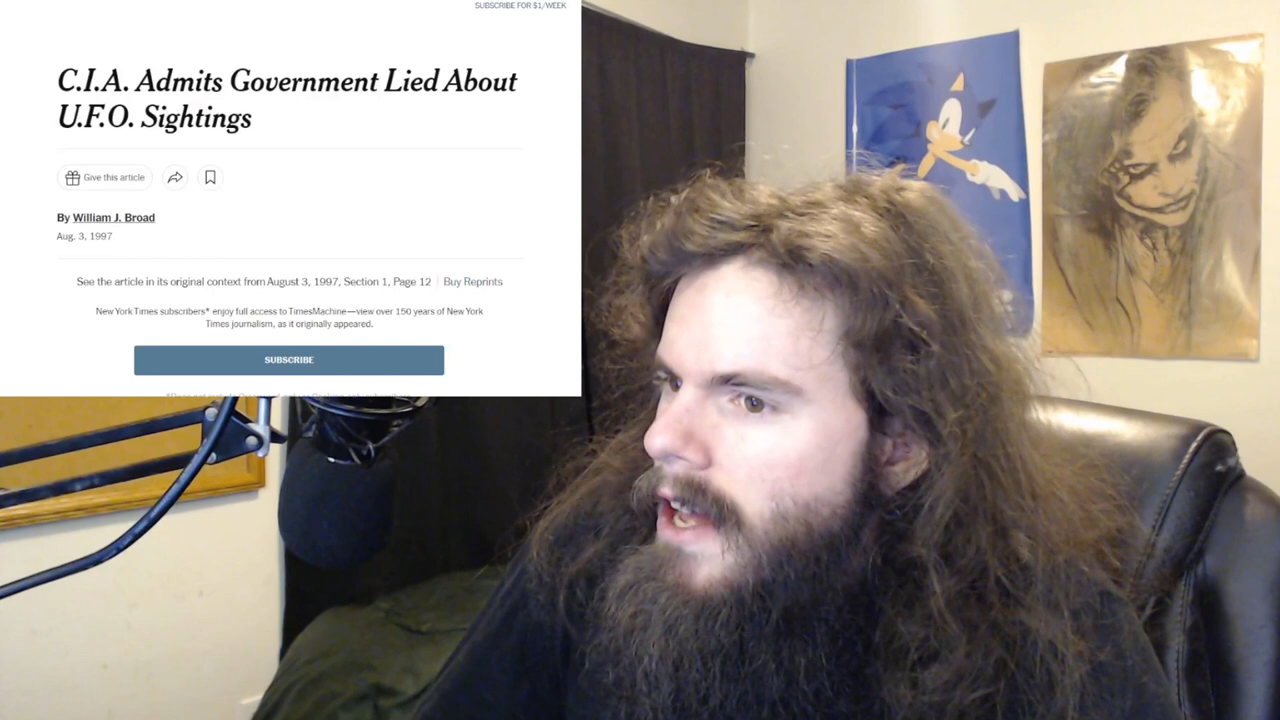 SUBSCRIBE FOR $1/WEEK
C.I.A. Admits Government Lied About
U.F.O. Sightings
Give this article
By William J. Broad
Aug. 3, 1997
See the article in its original context from August 3, 1997, Section 1, Page 12 | Buy Reprints
New York Times subscribers* enjoy full access to TimesMachine—view over 150 years of New York
Times journalism, as it originally appeared.
SUBSCRIBE